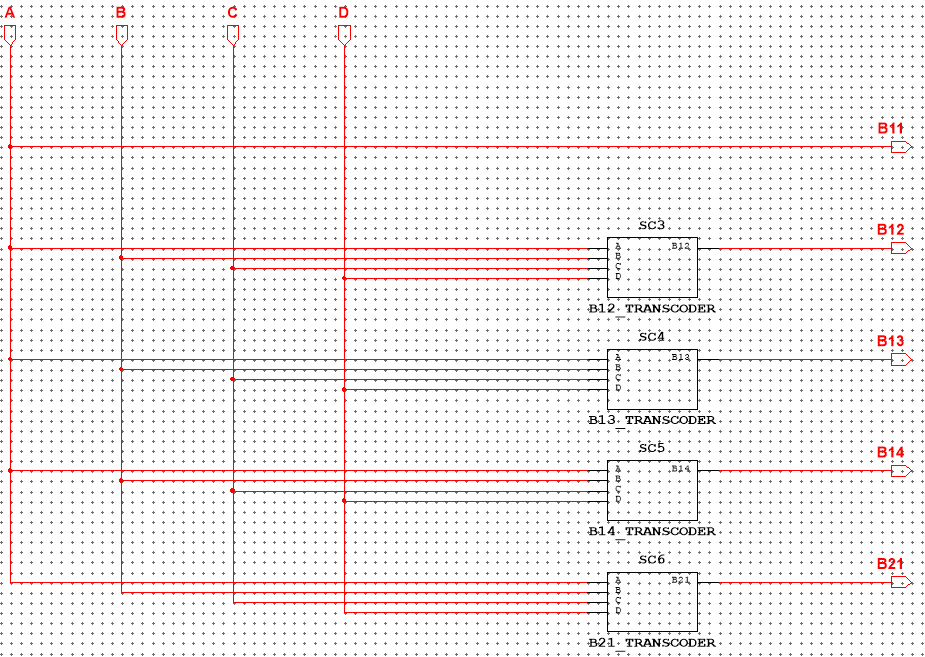 A B C D
B11
SC3
B12
A B12
B
C
D
B12_TRANSCODER
SC4
B13
A B13
B
C
D
B13_TRANSCODER
SC5
B14
A B14
B
C
D
B14_TRANSCODER
SC6
B21
A B21
B
C
D
B21_TRANSCODER